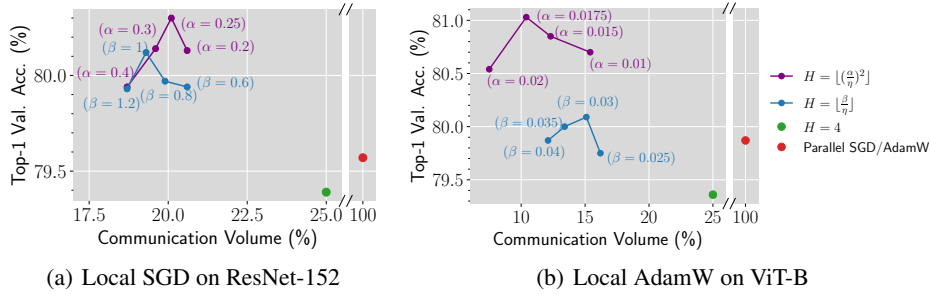 Top-1 Val. Acc. (%)
80.0
79.5
(α = 0.3)
(α = 0.25)
(β = 1)
(α = 0.2)
(α = 0.4)
(β = 0.6)
(β = 1.2)
(β = 0.8)
17.5
20.0
22.5
25.0
100
Communication Volume (%)
(a) Local SGD on ResNet-152
Top-1 Val. Acc. (%)
81.0
80.5
80.0
79.5
(α = 0.0175)
(α = 0.015)
(α = 0.01)
(α = 0.02)
(β = 0.03)
(β = 0.035)
(β = 0.04)
(β = 0.025)
10
15
20
25
100
Communication Volume (%)
(b) Local AdamW on ViT-B
H = ⌊(α/η)²⌋
H = ⌊β/η⌋
H = 4
Parallel SGD/AdamW